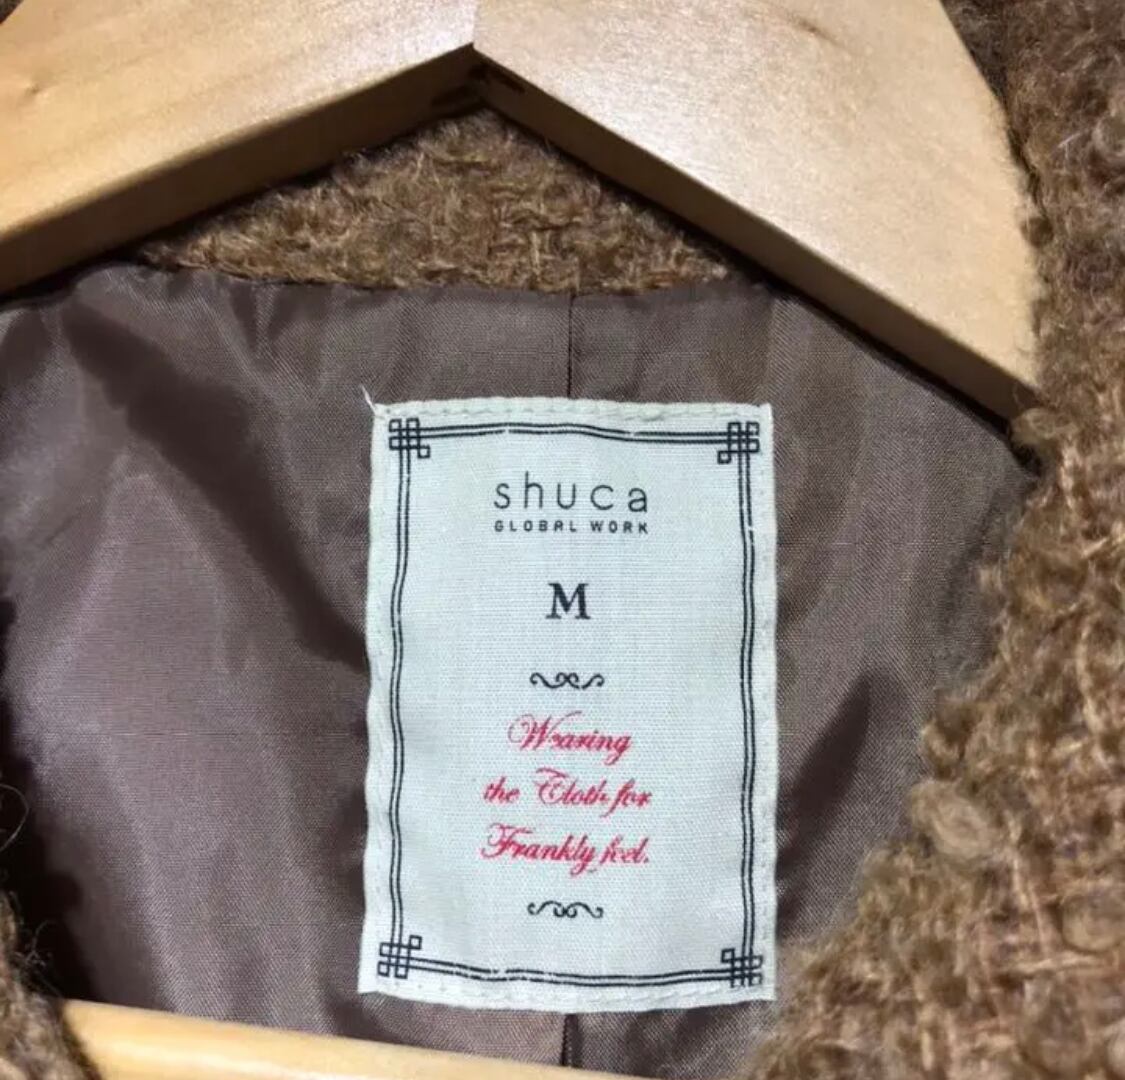 shuca
GLOBAL WORK
M
Wearing
the Cloth for
Frankly feel.